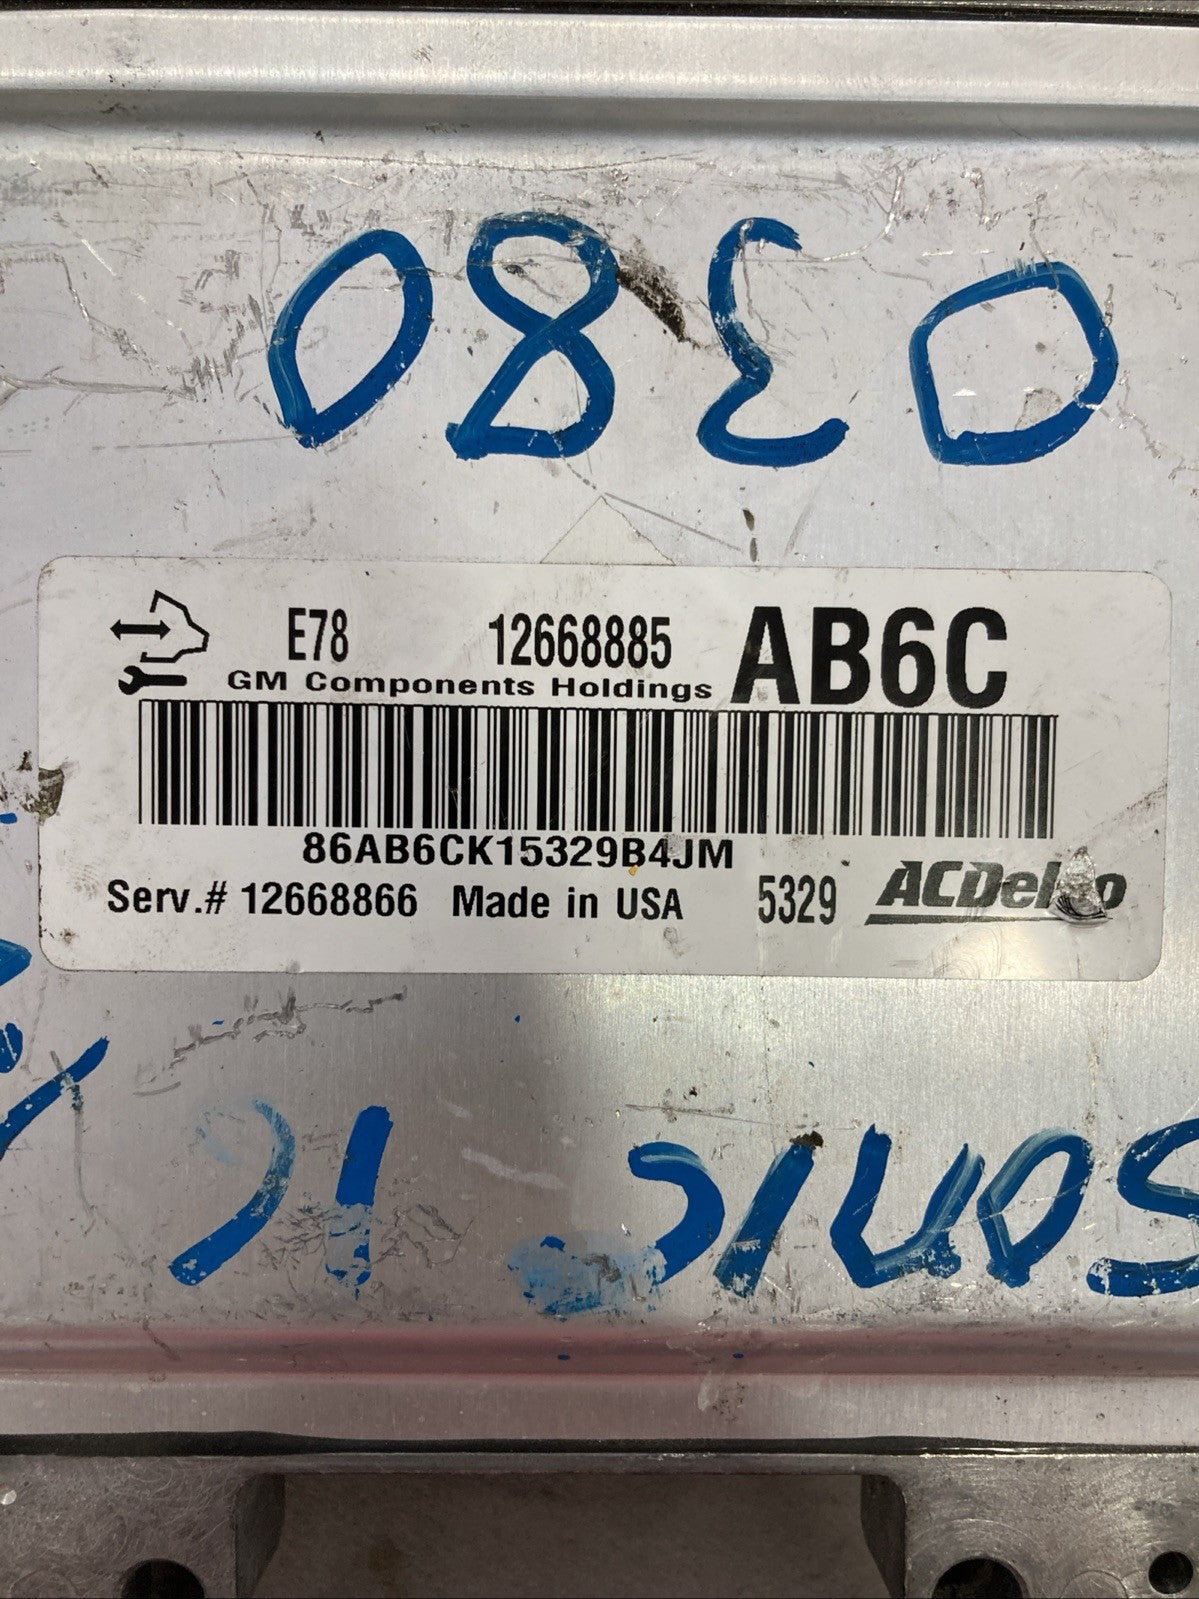 0380
E78 12668885 AB6C
GM Components Holdings
86AB6CK15329B4JM
Serv.# 12668866 Made in USA 5329 ACDelco
Sonic